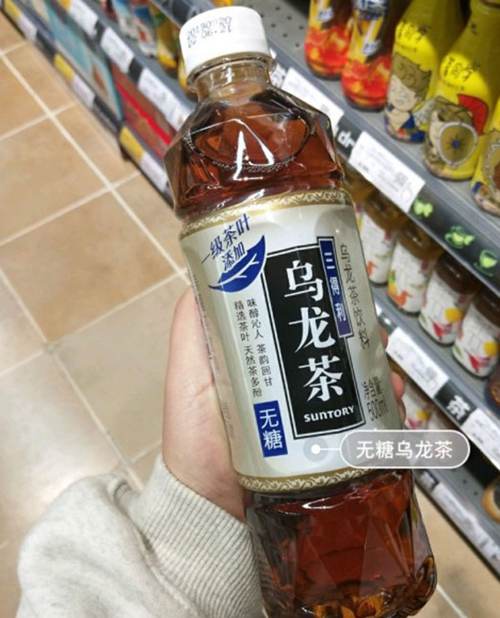 一级茶叶
添加
三得利
乌龙茶
SUNTORY
乌龙茶饮料
净含量:
500ml
味醇沁人 茶韵回甘
精选茶叶 天然茶多酚
无糖
无糖乌龙茶
茶